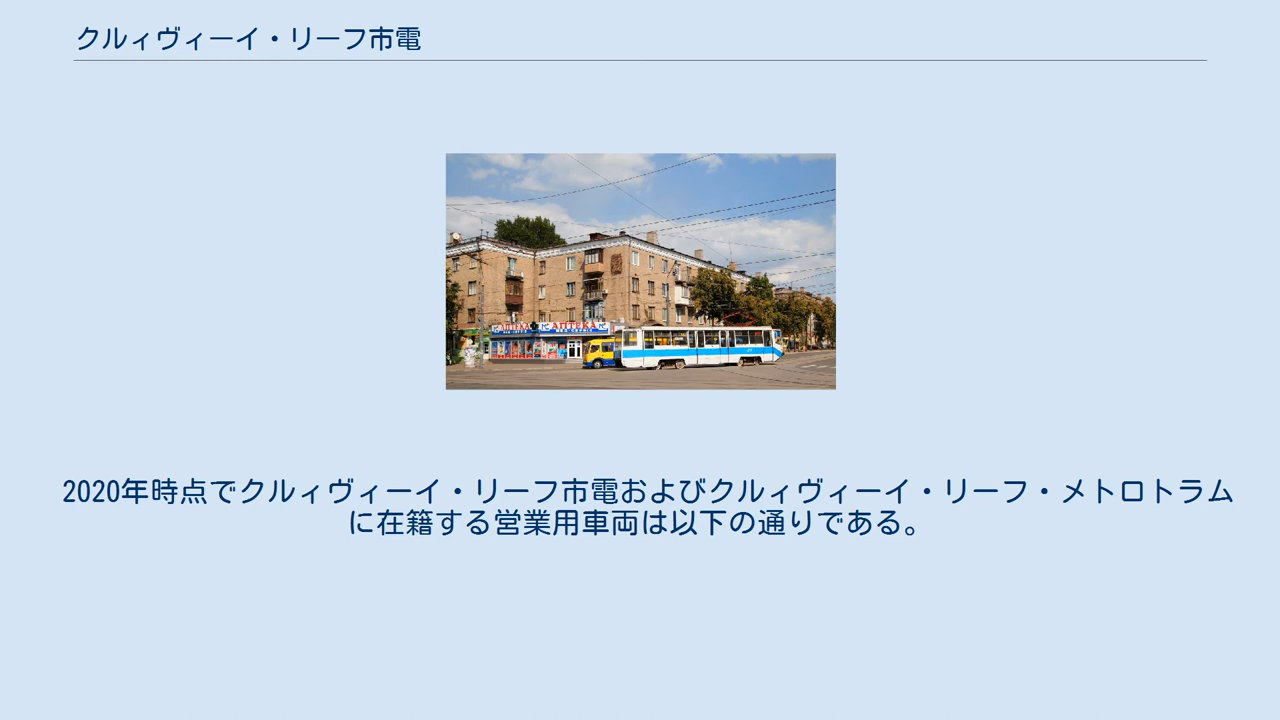 クルィヴィーイ・リーフ市電
АПТЕКА АПТЕКА
2020年時点でクルィヴィーイ・リーフ市電およびクルィヴィーイ・リーフ・メトロトラム
に在籍する営業用車両は以下の通りである。